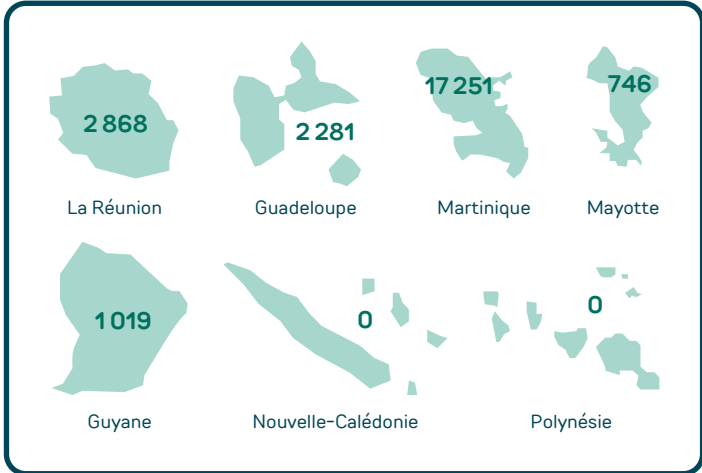 2 868
2 281
17 251
746
La Réunion
Guadeloupe
Martinique
Mayotte
1 019
0
0
Guyane
Nouvelle-Calédonie
Polynésie